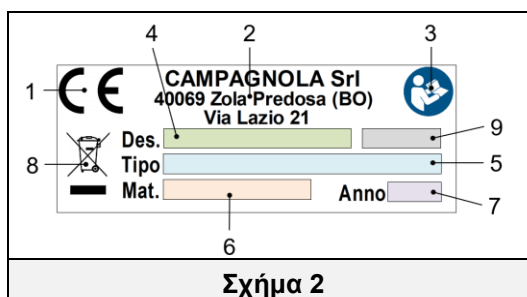 4 2 3
1 CE CAMPAGNOLA Srl
40069 Zola Predosa (BO)
Via Lazio 21
Des. 9
8 Tipo 5
Mat. Anno 7
6
Σχήμα 2